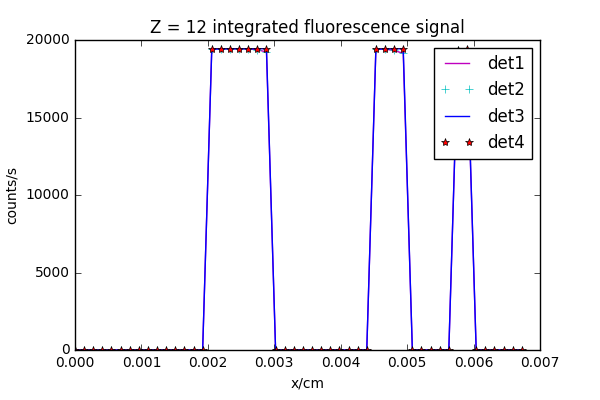 Z = 12 integrated fluorescence signal
20000
15000
10000
5000
0
counts/s
det1
det2
det3
det4
0.000 0.001 0.002 0.003 0.004 0.005 0.006 0.007
x/cm